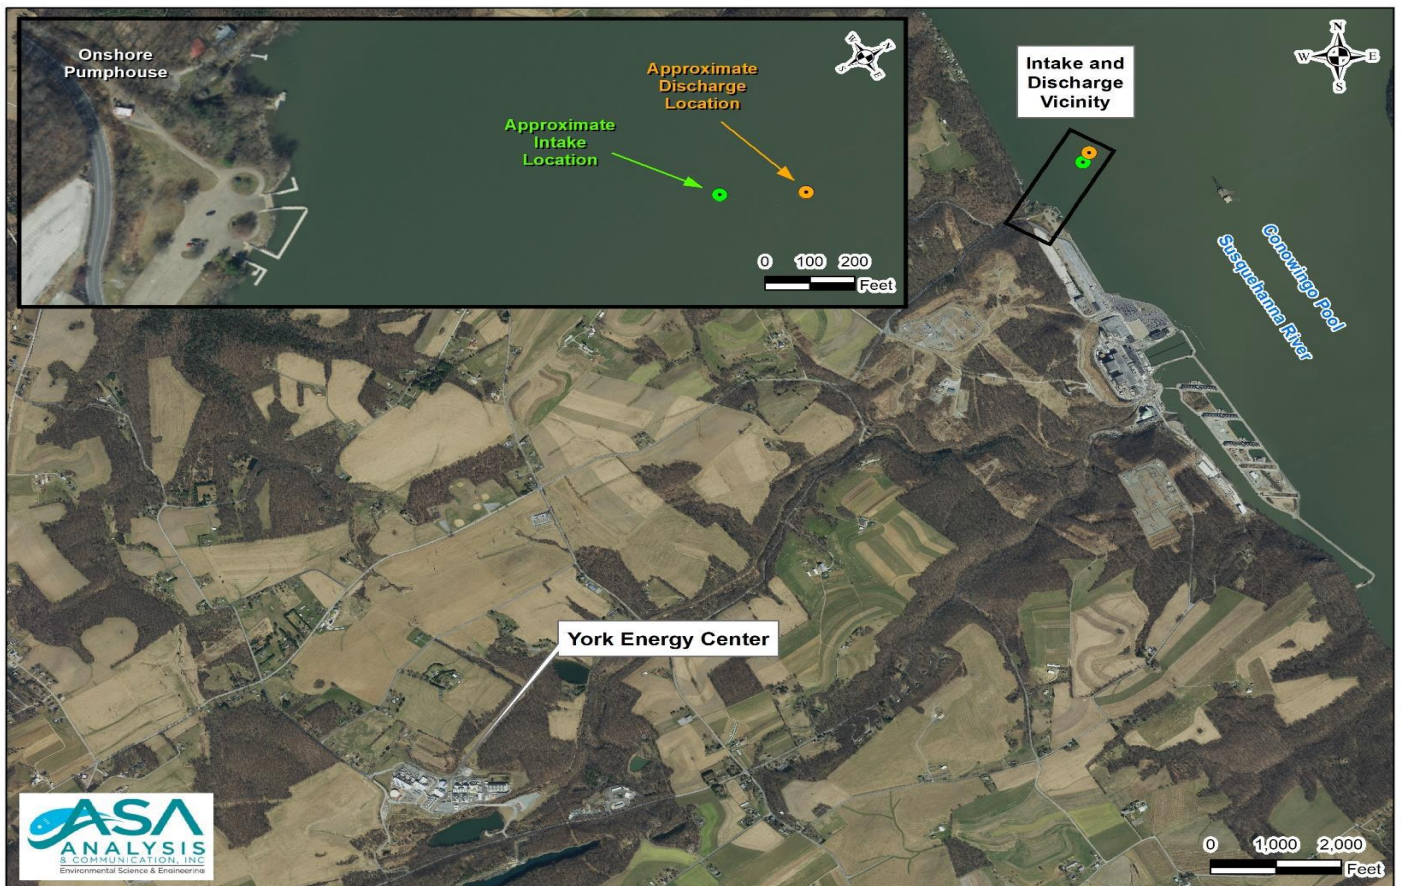 Onshore
Pumphouse
Approximate
Discharge
Location
Approximate
Intake
Location
W N
S E
0 100 200
Feet
Intake and
Discharge
Vicinity
N
W E
S
Conowingo Pool
Susquehanna River
York Energy Center
ASA
ANALYSIS
& COMMUNICATION, INC
Environmental Science & Engineering
0 1,000 2,000
Feet